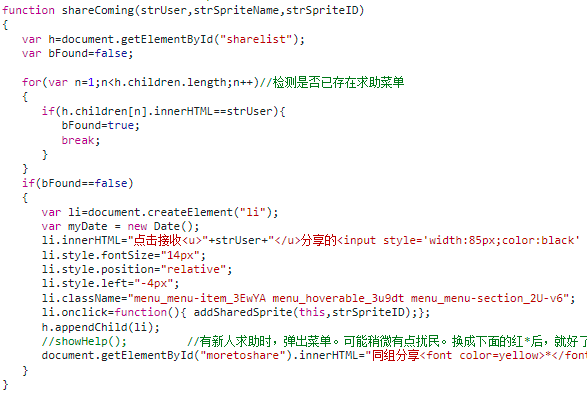 function shareComing(strUser,strSpriteName,strSpriteID)
{
var h=document.getElementById("sharelist");
var bFound=false;
for(var n=1;n<h.children.length;n++)//检测是否已存在求助菜单
{
if(h.children[n].innerHTML==strUser){
bFound=true;
break;
}
}
if(bFound==false)
{
var li=document.createElement("li");
var myDate = new Date();
li.innerHTML="点击接收<u>"+strUser+"</u>分享的<input style='width:85px;color:black'
li.style.fontSize="14px";
li.style.position="relative";
li.style.left="-4px";
li.className="menu_menu-item_3EwYA menu_hoverable_3u9dt menu_menu-section_2U-v6";
li.onclick=function(){ addSharedSprite(this,strSpriteID);};
h.appendChild(li);
//showHelp(); //有新人求助时，弹出菜单。可能稍微有点扰民。换成下面的红*后，就好了
document.getElementById("moretoshare").innerHTML="同组分享<font color=yellow>*</font
}
}